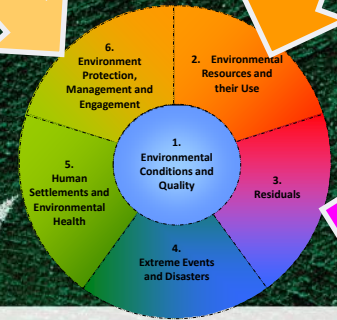 1.
Environmental
Conditions and
Quality
2. Environmental
Resources and
their Use
3.
Residuals
4.
Extreme Events
and Disasters
5.
Human
Settlements and
Environmental
Health
6.
Environment
Protection,
Management and
Engagement